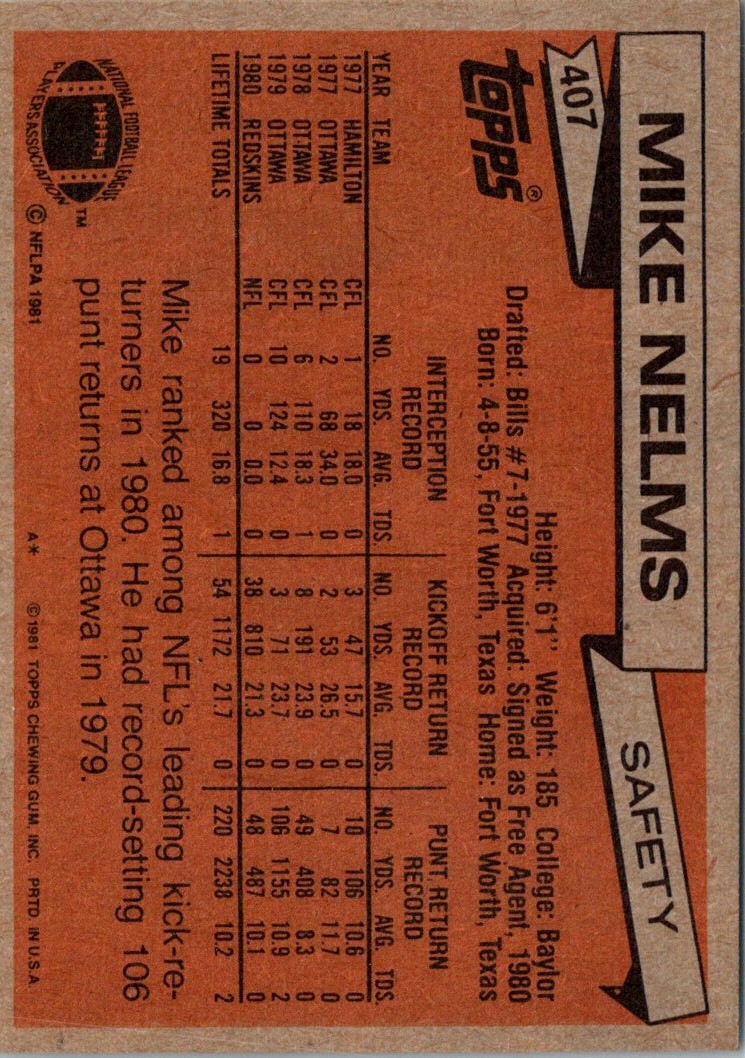 MIKE NELMS
SAFETY
407
topps®
Height: 6'1" Weight: 185 College: Baylor
Drafted: Bills #7-1977 Acquired: Signed as Free Agent, 1980
Born: 4-8-55, Fort Worth, Texas Home: Fort Worth, Texas
INTERCEPTION RECORD KICKOFF RETURN RECORD PUNT RETURN RECORD
YEAR TEAM NO. YDS. AVG. TDS. NO. YDS. AVG. TDS. NO. YDS. AVG. TDS.
1977 HAMILTON CFL 1 18 18.0 0 3 47 15.7 0 10 106 10.6 0
1977 OTTAWA CFL 2 68 34.0 0 2 53 26.5 0 7 82 11.7 0
1978 OTTAWA CFL 6 110 18.3 1 8 191 23.9 0 49 408 8.3 0
1979 OTTAWA CFL 10 124 12.4 0 3 71 23.7 0 106 1155 10.9 2
1980 REDSKINS NFL 0 0 0.0 0 38 810 21.3 0 48 487 10.1 0
LIFETIME TOTALS 19 320 16.8 1 54 1172 21.7 0 220 2238 10.2 2
Mike ranked among NFL's leading kick-re-
turners in 1980. He had record-setting 106
punt returns at Ottawa in 1979.
NATIONAL FOOTBALL LEAGUE
PLAYERS ASSOCIATION
™
© NFLPA 1981
A* ©1981 TOPPS CHEWING GUM, INC. PRTD. IN U.S.A.